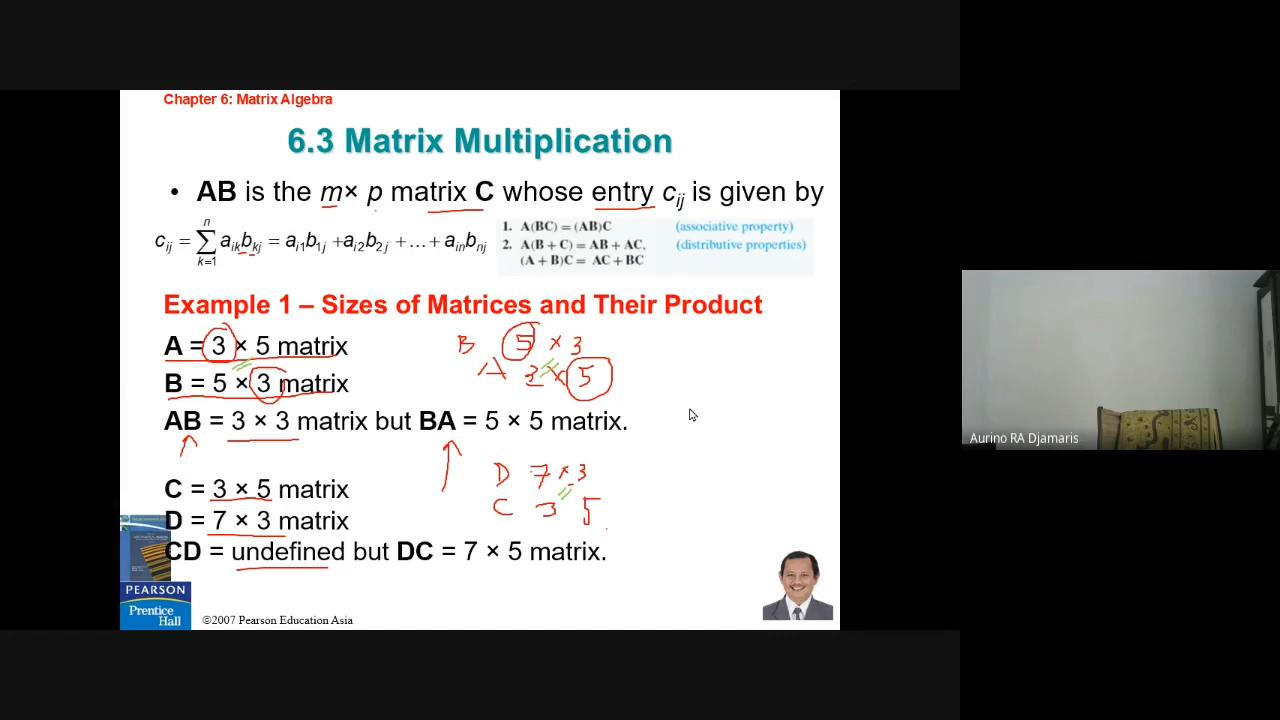 Chapter 6: Matrix Algebra
6.3 Matrix Multiplication
• AB is the m× p matrix C whose entry cij is given by
cij = ∑ⁿk=1 aikbkj = ai1b1j +ai2b2j +…+ainbnj
1. A(BC) = (AB)C (associative property)
2. A(B + C) = AB + AC, (distributive properties)
(A + B)C = AC + BC
Example 1 – Sizes of Matrices and Their Product
A = 3 × 5 matrix
B 5 × 3
B = 5 × 3 matrix
A 3 × 5
AB = 3 × 3 matrix but BA = 5 × 5 matrix.
D 7 × 3
C = 3 × 5 matrix
C 3 5
D = 7 × 3 matrix
CD = undefined but DC = 7 × 5 matrix.
PEARSON
Prentice
Hall
©2007 Pearson Education Asia
Aurino RA Djamaris